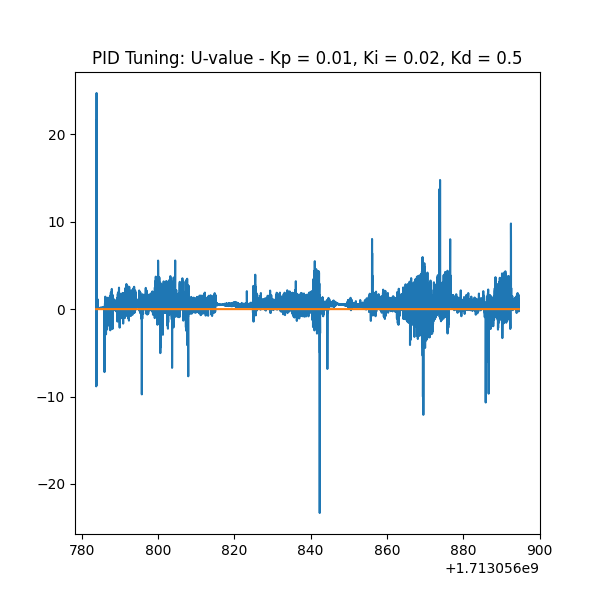 PID Tuning: U-value - Kp = 0.01, Ki = 0.02, Kd = 0.5
20
10
0
−10
−20
780 800 820 840 860 880 900
+1.713056e9